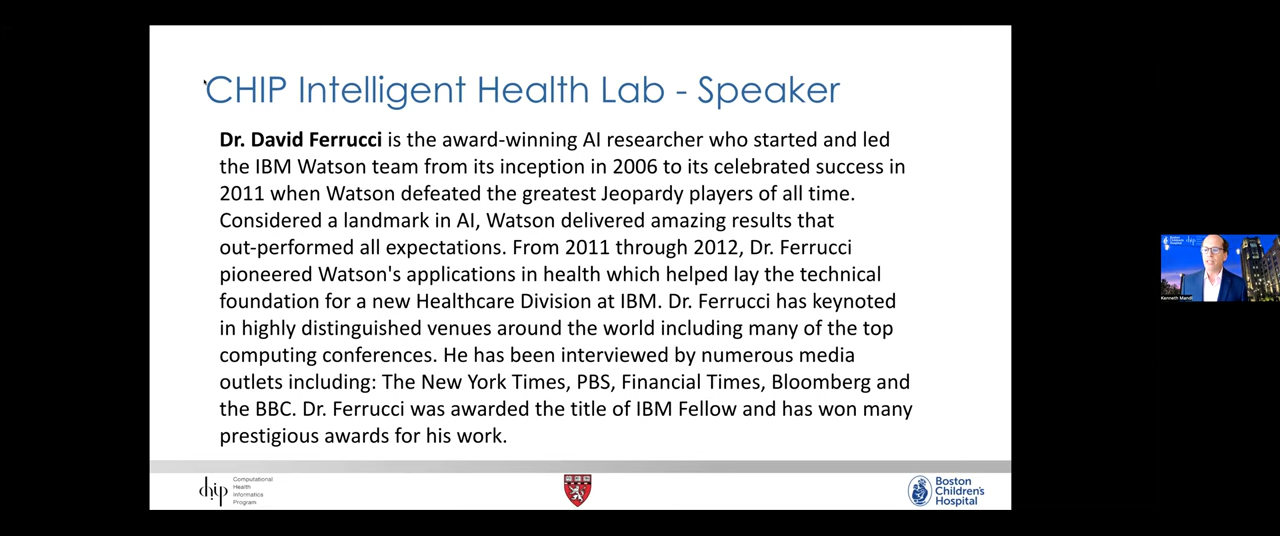 CHIP Intelligent Health Lab - Speaker
Dr. David Ferrucci is the award-winning AI researcher who started and led
the IBM Watson team from its inception in 2006 to its celebrated success in
2011 when Watson defeated the greatest Jeopardy players of all time.
Considered a landmark in AI, Watson delivered amazing results that
out-performed all expectations. From 2011 through 2012, Dr. Ferrucci
pioneered Watson's applications in health which helped lay the technical
foundation for a new Healthcare Division at IBM. Dr. Ferrucci has keynoted
in highly distinguished venues around the world including many of the top
computing conferences. He has been interviewed by numerous media
outlets including: The New York Times, PBS, Financial Times, Bloomberg and
the BBC. Dr. Ferrucci was awarded the title of IBM Fellow and has won many
prestigious awards for his work.
chip
Computational
Health
Informatics
Program
Boston
Children's
Hospital
Boston
Children's
Hospital
chip
Kenneth Mandl